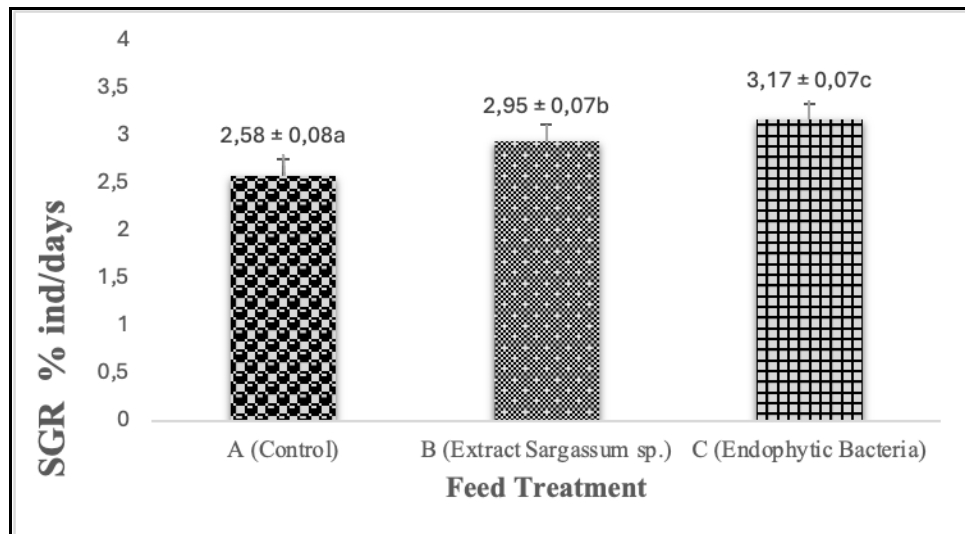 4
3,5
3
2,5
2
1,5
1
0,5
0
SGR % ind/days
2,58 ± 0,08a
2,95 ± 0,07b
3,17 ± 0,07c
A (Control)
B (Extract Sargassum sp.)
C (Endophytic Bacteria)
Feed Treatment